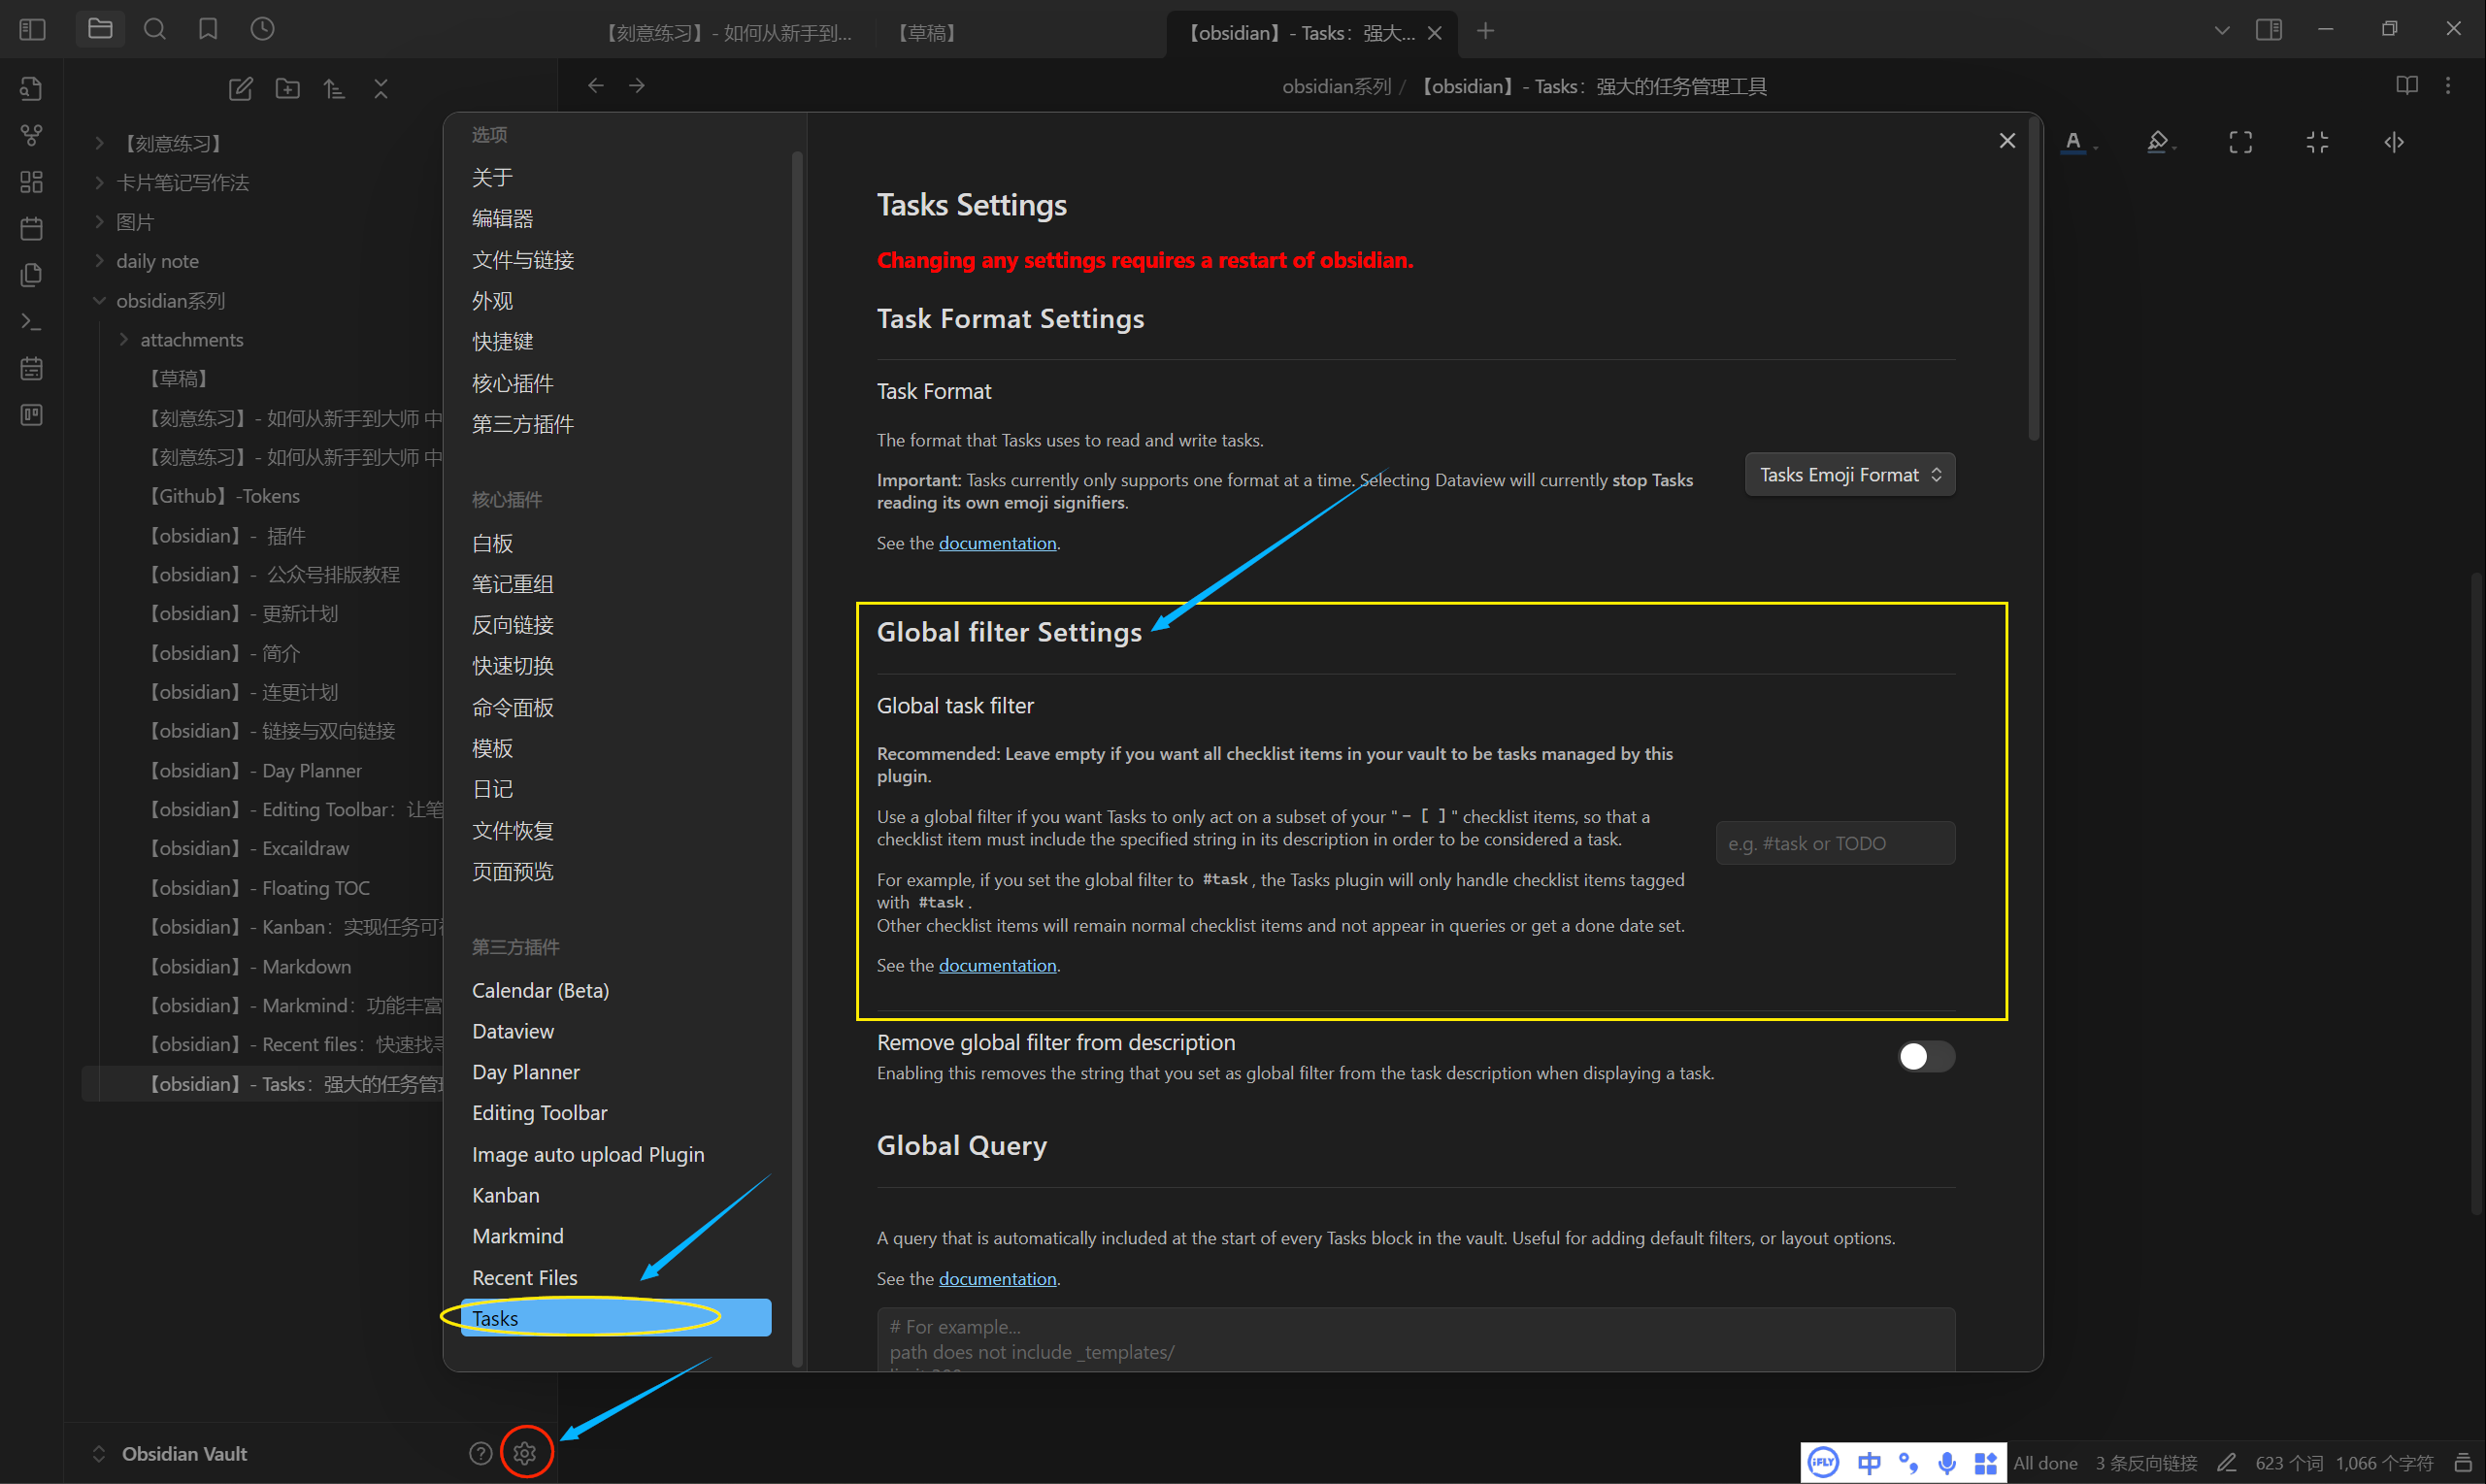 【刻意练习】- 如何从新手到...
【草稿】
【obsidian】- Tasks：强大...
obsidian系列 / 【obsidian】- Tasks：强大的任务管理工具
【刻意练习】
卡片笔记写作法
图片
daily note
obsidian系列
attachments
【草稿】
【刻意练习】- 如何从新手到大师 中
【刻意练习】- 如何从新手到大师 中
【Github】-Tokens
【obsidian】- 插件
【obsidian】- 公众号排版教程
【obsidian】- 更新计划
【obsidian】- 简介
【obsidian】- 连更计划
【obsidian】- 链接与双向链接
【obsidian】- Day Planner
【obsidian】- Editing Toolbar：让笔
【obsidian】- Excaildraw
【obsidian】- Floating TOC
【obsidian】- Kanban：实现任务可
【obsidian】- Markdown
【obsidian】- Markmind：功能丰富
【obsidian】- Recent files：快速找
【obsidian】- Tasks：强大的任务管
Obsidian Vault
选项
关于
编辑器
文件与链接
外观
快捷键
核心插件
第三方插件
核心插件
白板
笔记重组
反向链接
快速切换
命令面板
模板
日记
文件恢复
页面预览
第三方插件
Calendar (Beta)
Dataview
Day Planner
Editing Toolbar
Image auto upload Plugin
Kanban
Markmind
Recent Files
Tasks
Tasks Settings
Changing any settings requires a restart of obsidian.
Task Format Settings
Task Format
The format that Tasks uses to read and write tasks.
Important: Tasks currently only supports one format at a time. Selecting Dataview will currently stop Tasks
reading its own emoji signifiers.
See the documentation.
Tasks Emoji Format
Global filter Settings
Global task filter
Recommended: Leave empty if you want all checklist items in your vault to be tasks managed by this
plugin.
Use a global filter if you want Tasks to only act on a subset of your "- [ ]" checklist items, so that a
checklist item must include the specified string in its description in order to be considered a task.
For example, if you set the global filter to #task, the Tasks plugin will only handle checklist items tagged
with #task.
Other checklist items will remain normal checklist items and not appear in queries or get a done date set.
See the documentation.
e.g. #task or TODO
Remove global filter from description
Enabling this removes the string that you set as global filter from the task description when displaying a task.
Global Query
A query that is automatically included at the start of every Tasks block in the vault. Useful for adding default filters, or layout options.
See the documentation.
# For example...
path does not include _templates/
A
iFLY 中
All done 3 条反向链接 623 个词 1,066 个字符